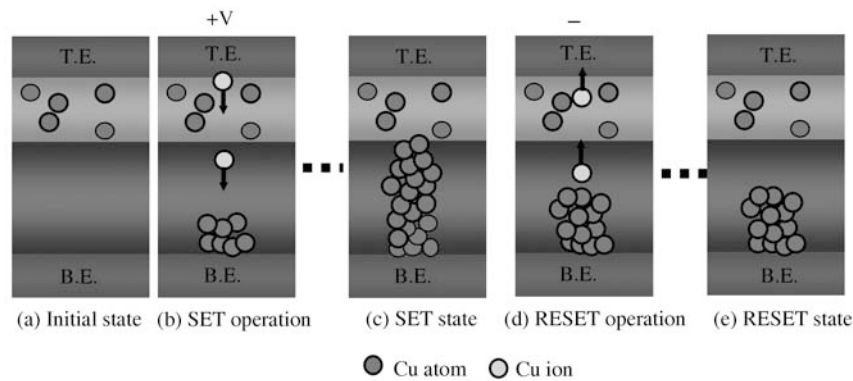 +V
–
T.E. T.E. T.E. T.E. T.E.
B.E. B.E. B.E. B.E. B.E.
(a) Initial state (b) SET operation (c) SET state (d) RESET operation (e) RESET state
Cu atom Cu ion